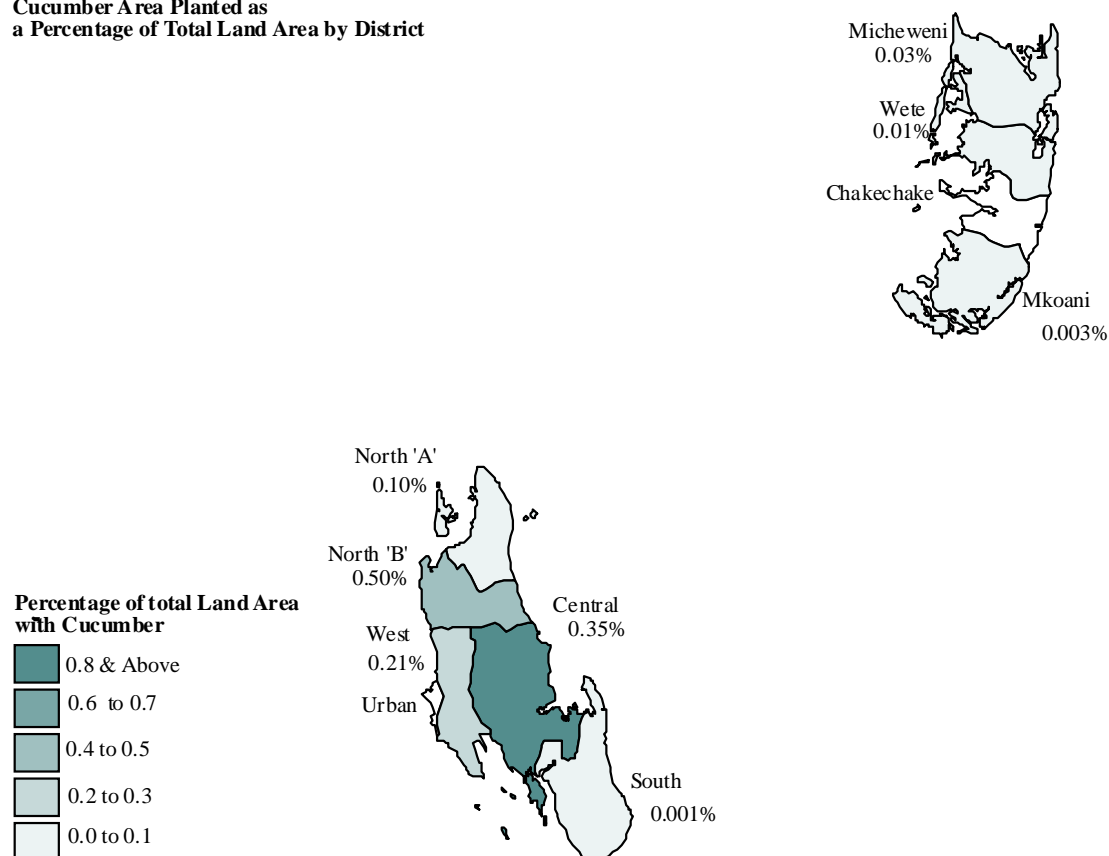 Cucumber Area Planted as
a Percentage of Total Land Area by District
Micheweni
0.03%
Wete
0.01%
Chakechake
Mkoani
0.003%
North 'A'
0.10%
North 'B'
0.50%
Central
0.35%
West
0.21%
Urban
South
0.001%
Percentage of total Land Area
with Cucumber
0.8 & Above
0.6 to 0.7
0.4 to 0.5
0.2 to 0.3
0.0 to 0.1